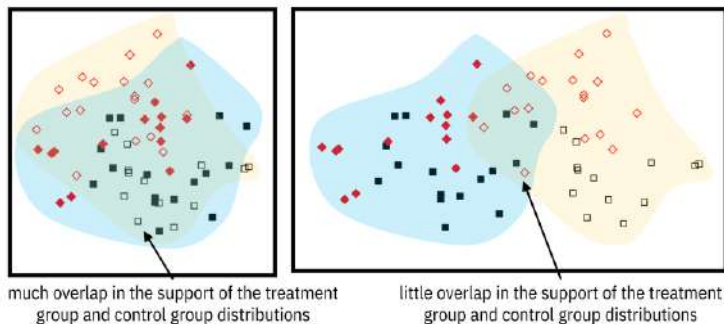 much overlap in the support of the treatment
group and control group distributions
little overlap in the support of the treatment
group and control group distributions